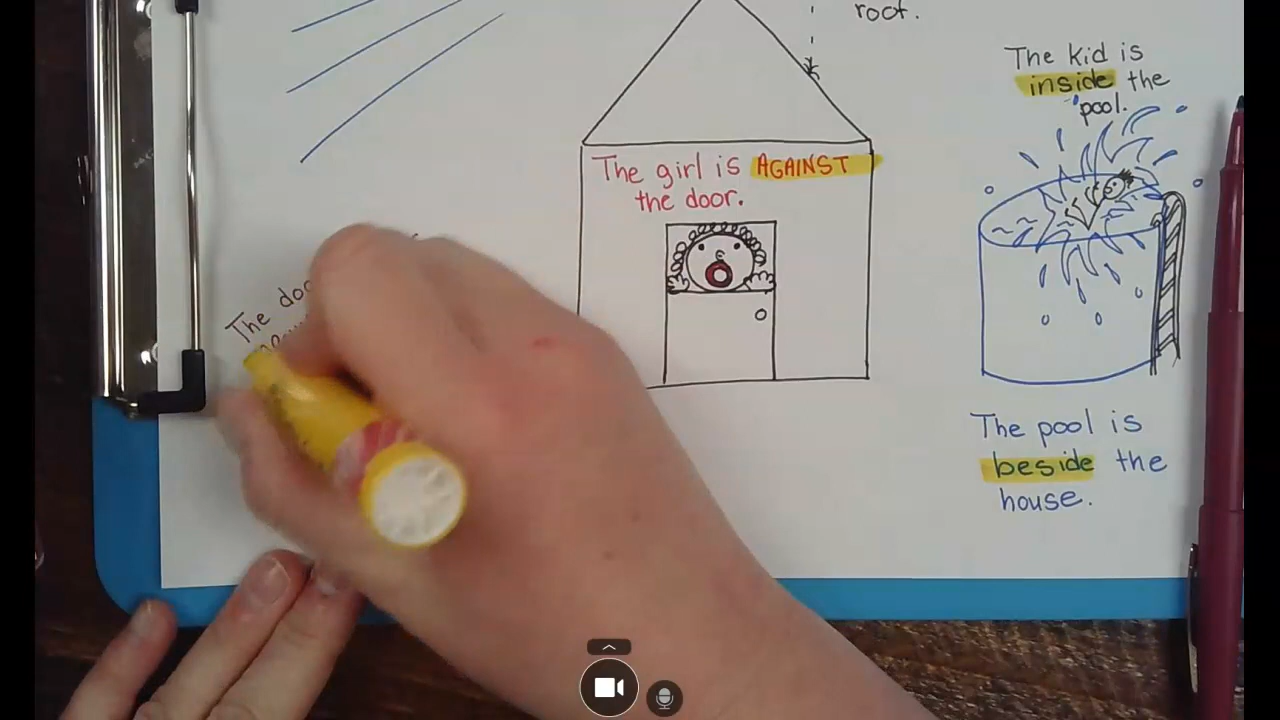 roof.
The kid is
inside the
pool.
The girl is AGAINST
the door.
The
The pool is
beside the
house.